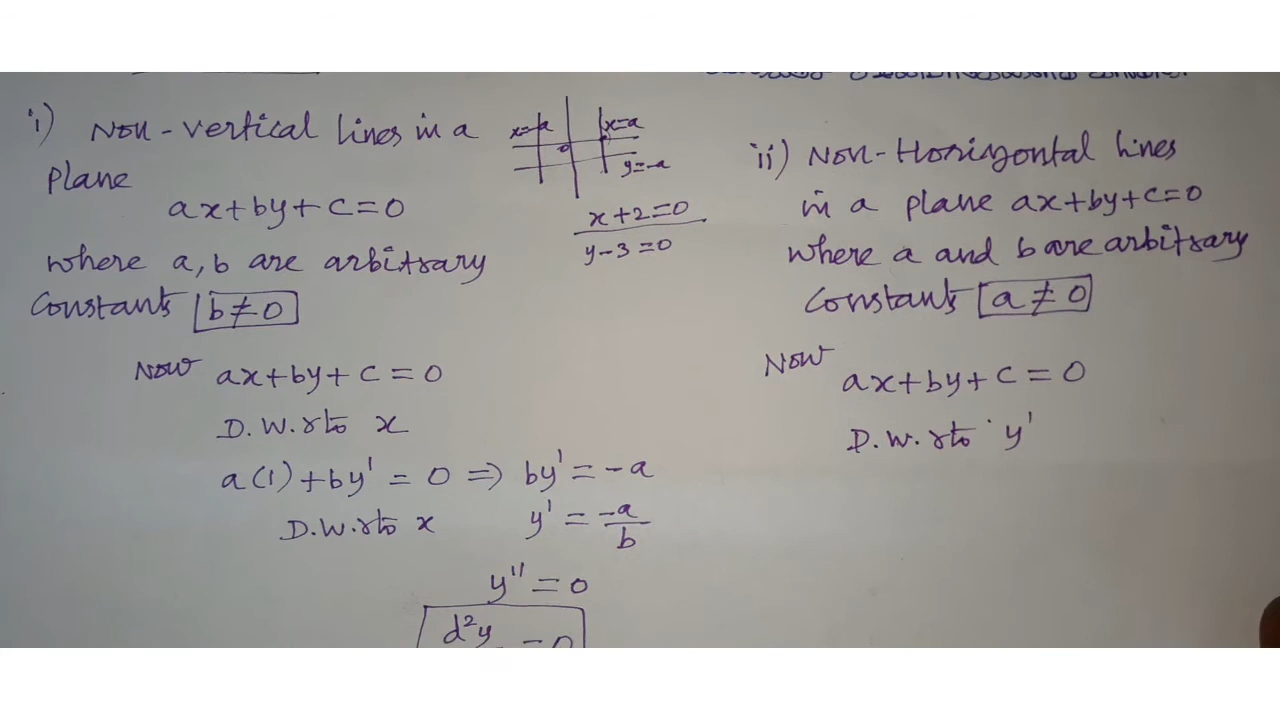 i) Non-vertical lines in a
plane
ax+by+c=0
where a, b are arbitrary
Constants b≠0
x=-a
x=a
y=-a
x+2=0
y-3=0
Now ax+by+c=0
D.W.r to x
a(1)+by'=0 ⇒ by'=-a
D.W.r to x y'=-a/b
y''=0
d²y =0
ii) Non-Horizontal lines
in a plane ax+by+c=0
where a and b are arbitrary
Constants a≠0
Now
ax+by+c=0
D.W.r to 'y'